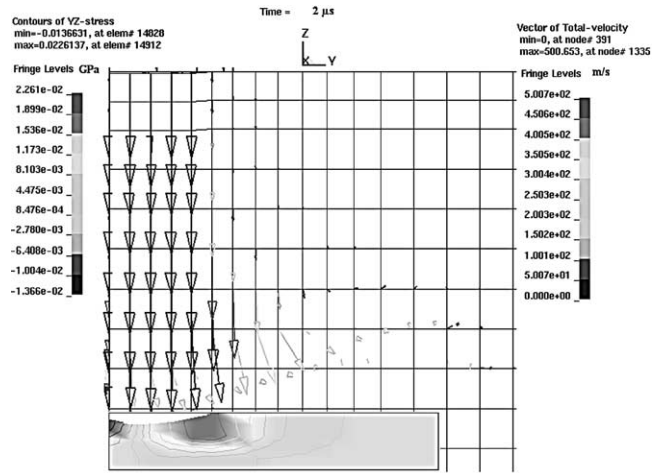 Time = 2 µs
Contours of YZ-stress
min=-0.0136631, at elem# 14828
max=0.0226137, at elem# 14912
Fringe Levels GPa
2.261e-02
1.899e-02
1.536e-02
1.173e-02
8.103e-03
4.475e-03
8.476e-04
-2.780e-03
-6.408e-03
-1.004e-02
-1.366e-02
Z
X Y
Vector of Total-velocity
min=0, at node# 391
max=500.653, at node# 1335
Fringe Levels m/s
5.007e+02
4.506e+02
4.005e+02
3.505e+02
3.004e+02
2.503e+02
2.003e+02
1.502e+02
1.001e+02
5.007e+01
0.000e+00